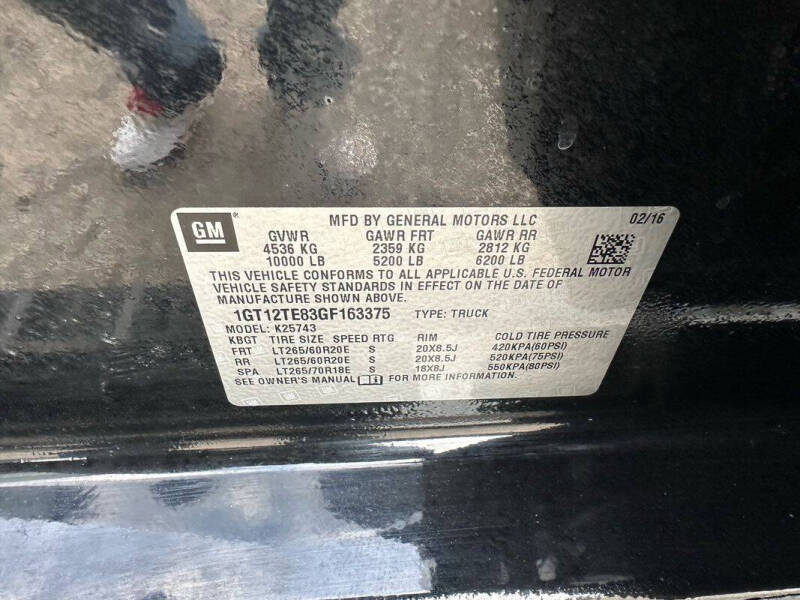 GM
MFD BY GENERAL MOTORS LLC 02/16
GVWR GAWR FRT GAWR RR
4536 KG 2359 KG 2812 KG
10000 LB 5200 LB 6200 LB
THIS VEHICLE CONFORMS TO ALL APPLICABLE U.S. FEDERAL MOTOR
VEHICLE SAFETY STANDARDS IN EFFECT ON THE DATE OF
MANUFACTURE SHOWN ABOVE.
1GT12TE83GF163375 TYPE: TRUCK
MODEL: K25743
KBGT TIRE SIZE SPEED RTG RIM COLD TIRE PRESSURE
FRT LT265/60R20E S 20X8.5J 420KPA(60PSI)
RR LT265/60R20E S 20X8.5J 520KPA(75PSI)
SPA LT265/70R18E S 18X8J 550KPA(80PSI)
SEE OWNER'S MANUAL FOR MORE INFORMATION.